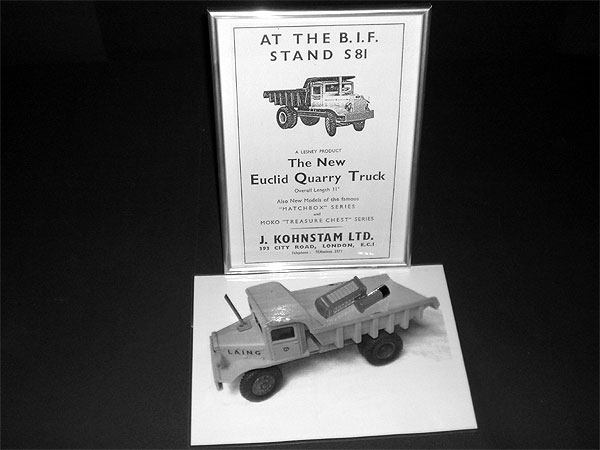 AT THE B.I.F.
STAND S81
A LESNEY PRODUCT
The New
Euclid Quarry Truck
Overall Length 11"
Also New Models of the famous
"MATCHBOX" SERIES
and
MOKO "TREASURE CHEST" SERIES
J. KOHNSTAM LTD.
393 CITY ROAD, LONDON, E.C.1
LAING